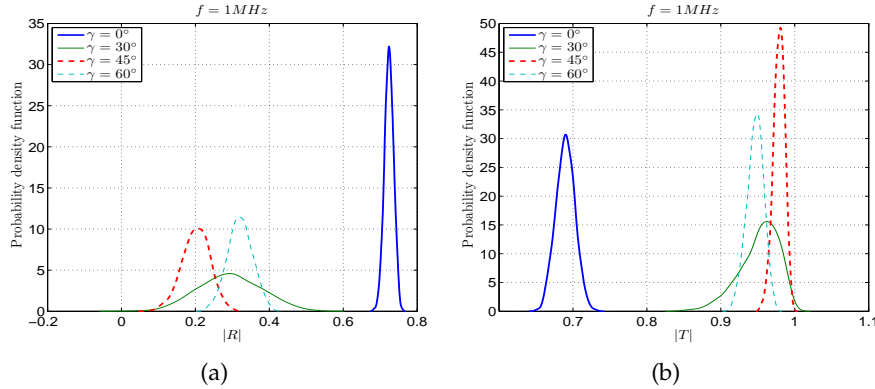 f = 1MHz
35
30
25
20
15
10
5
0
Probability density function
γ = 0°
γ = 30°
γ = 45°
γ = 60°
−0.2
0
0.2
0.4
0.6
0.8
|R|
(a)
f = 1MHz
50
45
40
35
30
25
20
15
10
5
0
Probability density function
γ = 0°
γ = 30°
γ = 45°
γ = 60°
0.7
0.8
0.9
1
1.1
|T|
(b)